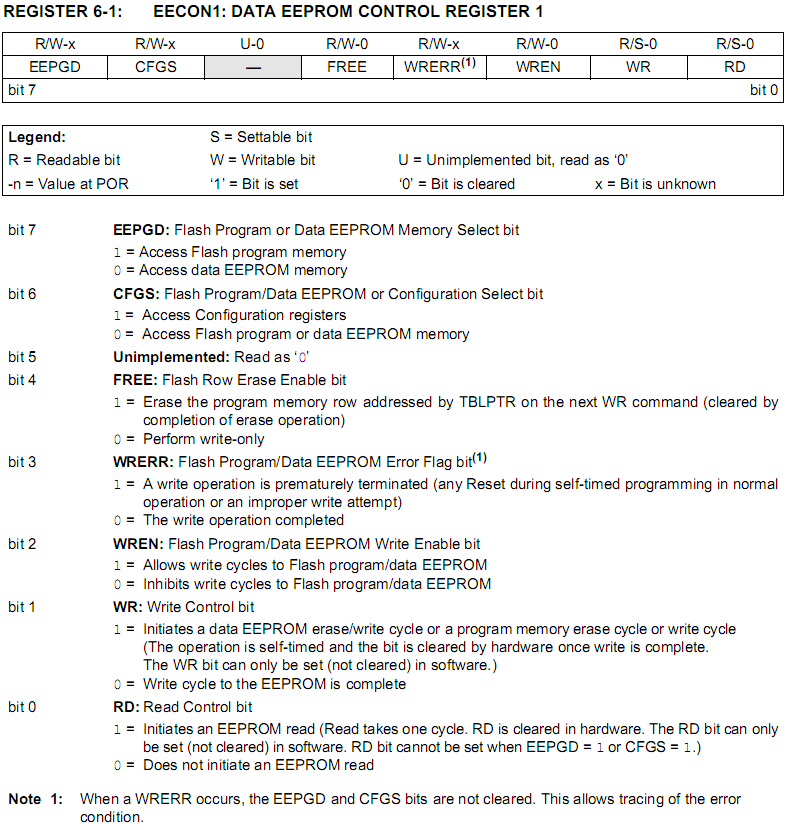 REGISTER 6-1: EECON1: DATA EEPROM CONTROL REGISTER 1
R/W-x R/W-x U-0 R/W-0 R/W-x R/W-0 R/S-0 R/S-0
EEPGD CFGS — FREE WRERR(1) WREN WR RD
bit 7 bit 0
Legend: S = Settable bit
R = Readable bit W = Writable bit U = Unimplemented bit, read as ‘0’
-n = Value at POR ‘1’ = Bit is set ‘0’ = Bit is cleared x = Bit is unknown
bit 7 EEPGD: Flash Program or Data EEPROM Memory Select bit
1 = Access Flash program memory
0 = Access data EEPROM memory
bit 6 CFGS: Flash Program/Data EEPROM or Configuration Select bit
1 = Access Configuration registers
0 = Access Flash program or data EEPROM memory
bit 5 Unimplemented: Read as ‘0’
bit 4 FREE: Flash Row Erase Enable bit
1 = Erase the program memory row addressed by TBLPTR on the next WR command (cleared by
completion of erase operation)
0 = Perform write-only
bit 3 WRERR: Flash Program/Data EEPROM Error Flag bit(1)
1 = A write operation is prematurely terminated (any Reset during self-timed programming in normal
operation or an improper write attempt)
0 = The write operation completed
bit 2 WREN: Flash Program/Data EEPROM Write Enable bit
1 = Allows write cycles to Flash program/data EEPROM
0 = Inhibits write cycles to Flash program/data EEPROM
bit 1 WR: Write Control bit
1 = Initiates a data EEPROM erase/write cycle or a program memory erase cycle or write cycle
(The operation is self-timed and the bit is cleared by hardware once write is complete.
The WR bit can only be set (not cleared) in software.)
0 = Write cycle to the EEPROM is complete
bit 0 RD: Read Control bit
1 = Initiates an EEPROM read (Read takes one cycle. RD is cleared in hardware. The RD bit can only
be set (not cleared) in software. RD bit cannot be set when EEPGD = 1 or CFGS = 1.)
0 = Does not initiate an EEPROM read
Note 1: When a WRERR occurs, the EEPGD and CFGS bits are not cleared. This allows tracing of the error
condition.